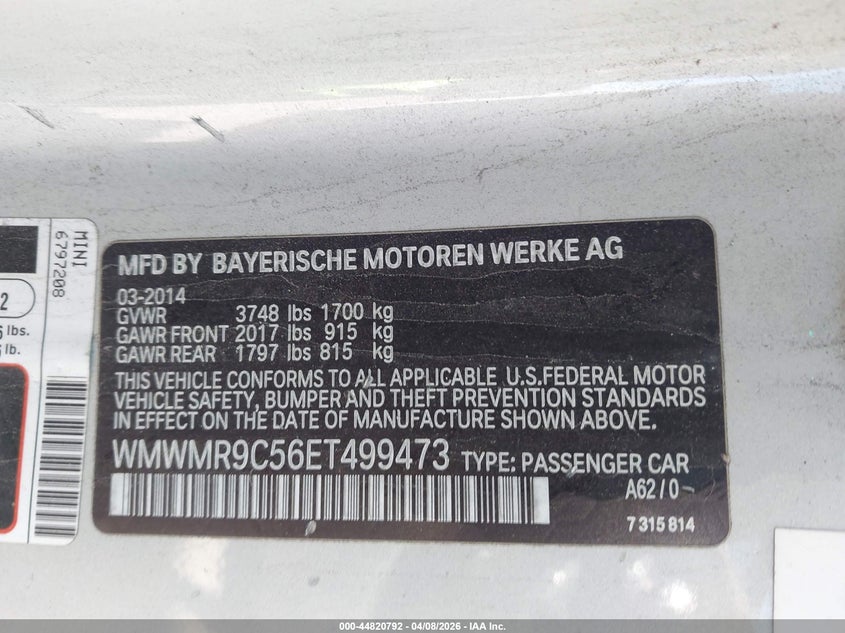 MINI
6797208
2
lbs.
lb.
MFD BY BAYERISCHE MOTOREN WERKE AG
03-2014
GVWR 3748 lbs 1700 kg
GAWR FRONT 2017 lbs 915 kg
GAWR REAR 1797 lbs 815 kg
THIS VEHICLE CONFORMS TO ALL APPLICABLE U.S.FEDERAL MOTOR
VEHICLE SAFETY, BUMPER AND THEFT PREVENTION STANDARDS
IN EFFECT ON THE DATE OF MANUFACTURE SHOWN ABOVE.
WMWMR9C56ET499473 TYPE: PASSENGER CAR
A62/0
7 315 814
000-44820792 - 04/08/2026 - IAA Inc.